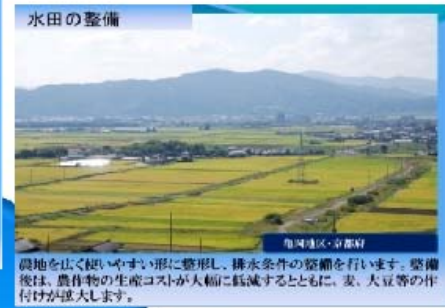 水田の整備
亀岡地区・京都府
農地を広く使いやすい形に整形し、排水条件の整備を行います。整備
後は、農作物の生産コストが大幅に低減するとともに、麦、大豆等の作
付けが拡大します。